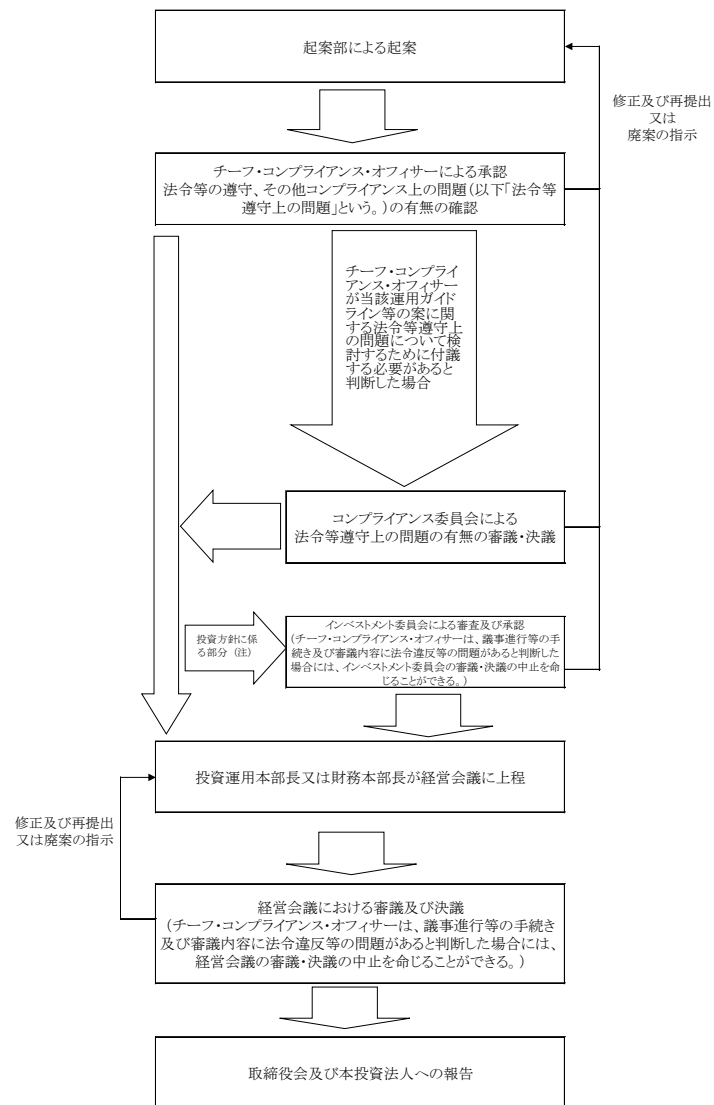 起案部による起案
修正及び再提出
又は
廃案の指示
チーフ・コンプライアンス・オフィサーによる承認
法令等の遵守、その他コンプライアンス上の問題(以下「法令等
遵守上の問題」という。)の有無の確認
チーフ・コンプライ
アンス・オフィサー
が当該運用ガイド
ライン等の案に関
する法令等遵守上
の問題について検
討するために付議
する必要があると
判断した場合
コンプライアンス委員会による
法令等遵守上の問題の有無の審議・決議
投資方針に係
る部分（注）
インベストメント委員会による審査及び承認
(チーフ・コンプライアンス・オフィサーは、議事進行等の手
続き及び審議内容に法令違反等の問題があると判断した
場合には、インベストメント委員会の審議・決議の中止を命
じることができる。)
投資運用本部長又は財務本部長が経営会議に上程
修正及び再提出
又は廃案の指示
経営会議における審議及び決議
(チーフ・コンプライアンス・オフィサーは、議事進行等の手続き
及び審議内容に法令違反等の問題があると判断した場合には、
経営会議の審議・決議の中止を命じることができる。)
取締役会及び本投資法人への報告